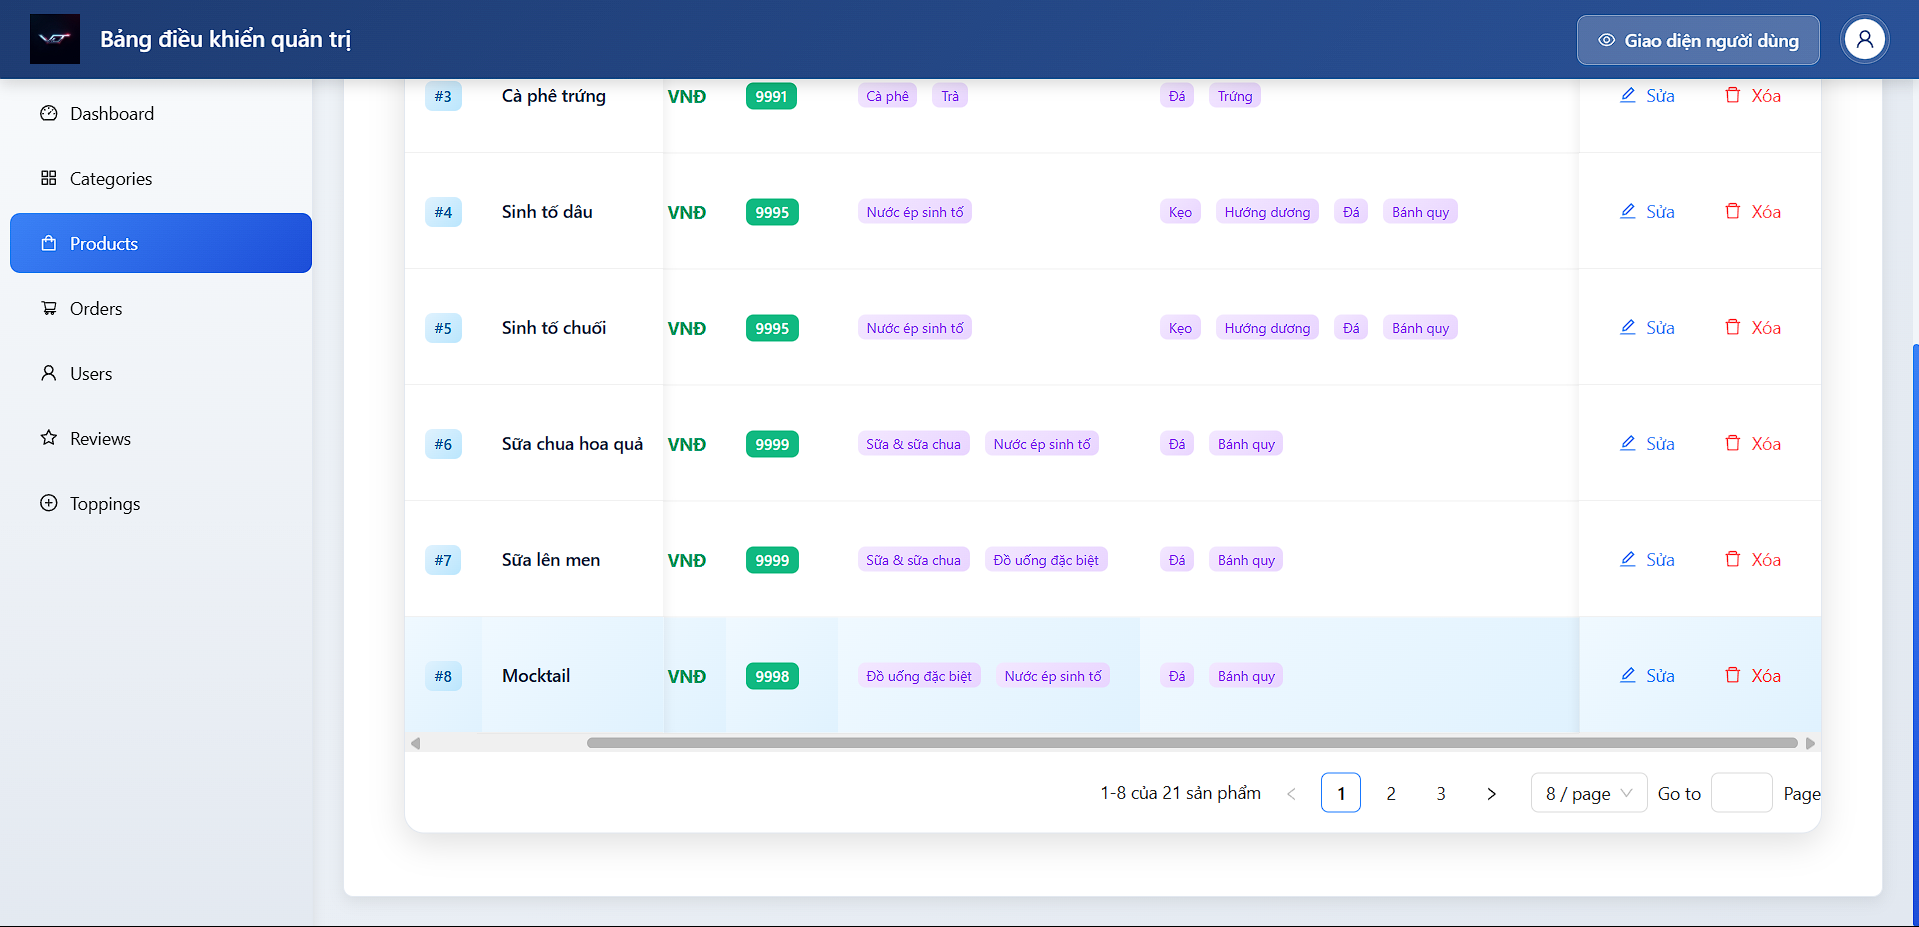 VGT
Bảng điều khiển quản trị
Giao diện người dùng
Dashboard
Categories
Products
Orders
Users
Reviews
Toppings
#3 Cà phê trứng VNĐ 9991 Cà phê Trà Đá Trứng Sửa Xóa
#4 Sinh tố dâu VNĐ 9995 Nước ép sinh tố Kẹo Hướng dương Đá Bánh quy Sửa Xóa
#5 Sinh tố chuối VNĐ 9995 Nước ép sinh tố Kẹo Hướng dương Đá Bánh quy Sửa Xóa
#6 Sữa chua hoa quả VNĐ 9999 Sữa & sữa chua Nước ép sinh tố Đá Bánh quy Sửa Xóa
#7 Sữa lên men VNĐ 9999 Sữa & sữa chua Đồ uống đặc biệt Đá Bánh quy Sửa Xóa
#8 Mocktail VNĐ 9998 Đồ uống đặc biệt Nước ép sinh tố Đá Bánh quy Sửa Xóa
1-8 của 21 sản phẩm < 1 2 3 > 8 / page Go to Page